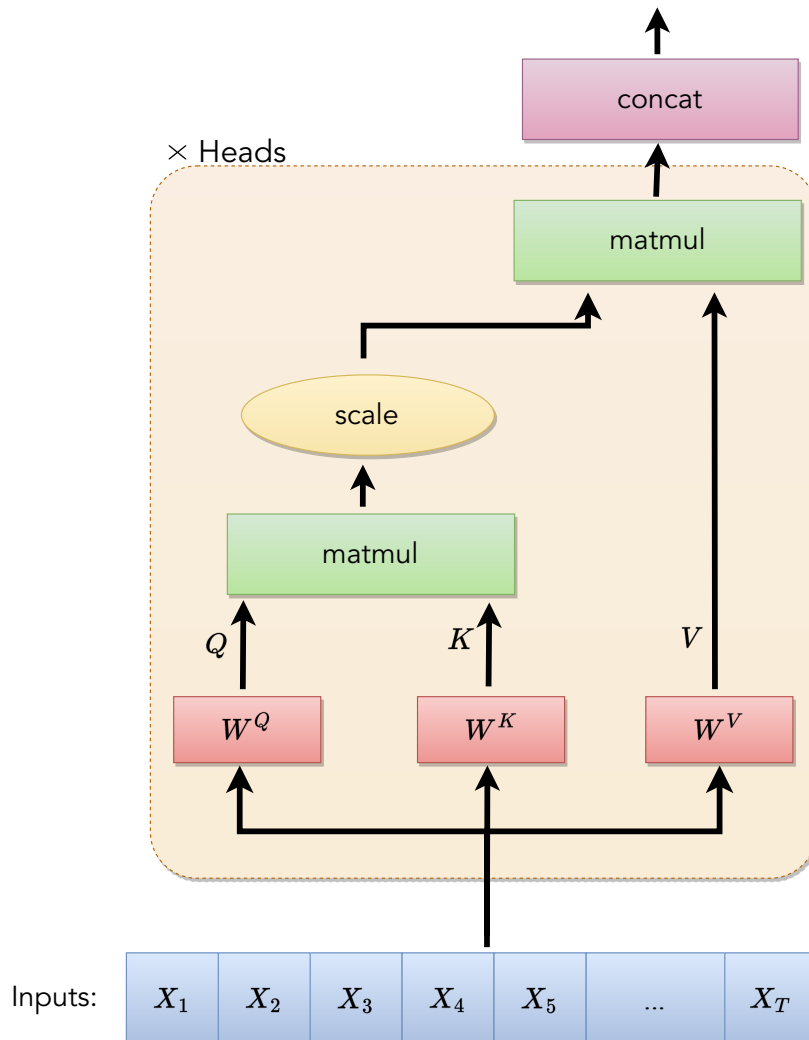 concat
× Heads
matmul
scale
matmul
Q K V
W^Q W^K W^V
Inputs: X_1 X_2 X_3 X_4 X_5 ... X_T